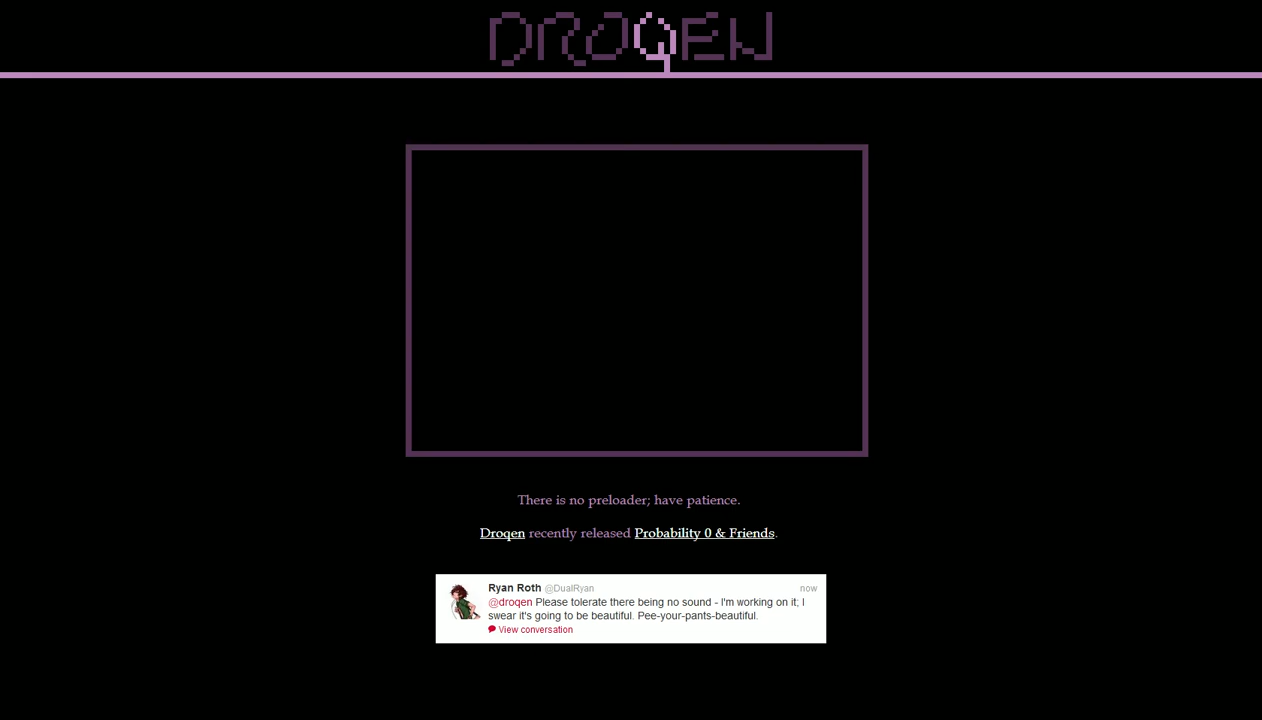 DROQEN
There is no preloader; have patience.
Droqen recently released Probability 0 & Friends.
Ryan Roth @DualRyan now
@droqen Please tolerate there being no sound - I'm working on it; I
swear it's going to be beautiful. Pee-your-pants-beautiful.
View conversation